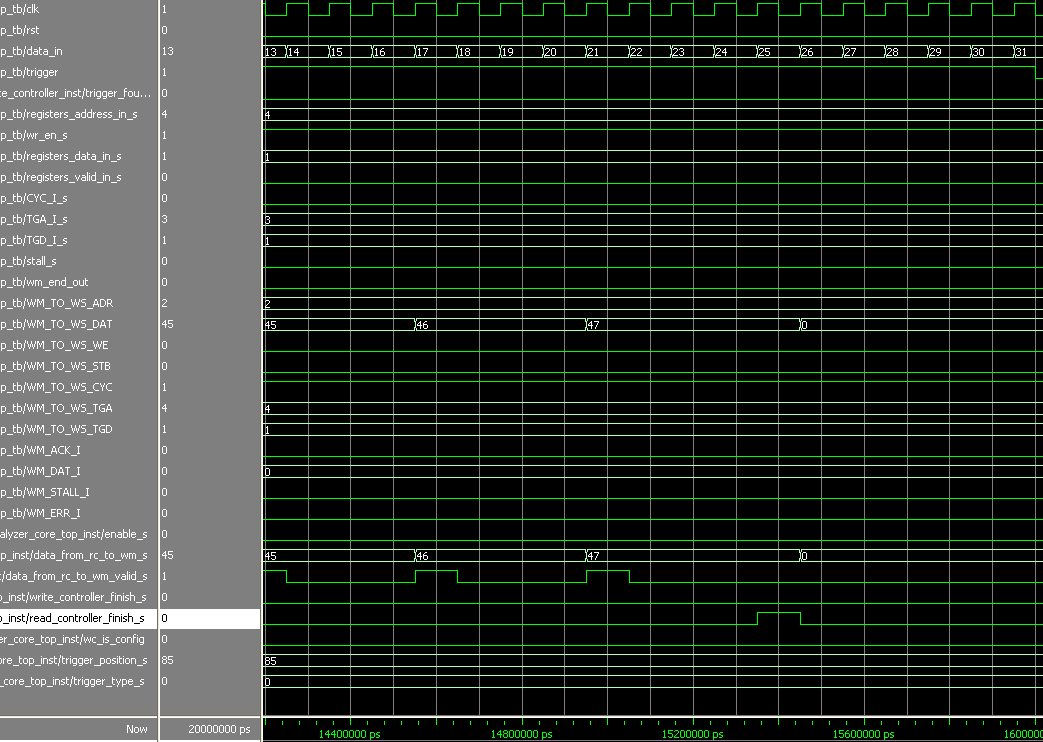 p_tb/clk 1
p_tb/rst 0
p_tb/data_in 13 13 14 15 16 17 18 19 20 21 22 23 24 25 26 27 28 29 30 31
p_tb/trigger 1
te_controller_inst/trigger_fou... 0
p_tb/registers_address_in_s 4 4
p_tb/wr_en_s 1
p_tb/registers_data_in_s 1 1
p_tb/registers_valid_in_s 0
p_tb/CYC_I_s 0
p_tb/TGA_I_s 3 3
p_tb/TGD_I_s 1 1
p_tb/stall_s 0
p_tb/wm_end_out 0
p_tb/WM_TO_WS_ADR 2 2
p_tb/WM_TO_WS_DAT 45 45 46 47 0
p_tb/WM_TO_WS_WE 0
p_tb/WM_TO_WS_STB 0
p_tb/WM_TO_WS_CYC 1
p_tb/WM_TO_WS_TGA 4 4
p_tb/WM_TO_WS_TGD 1 1
p_tb/WM_ACK_I 0
p_tb/WM_DAT_I 0 0
p_tb/WM_STALL_I 0
p_tb/WM_ERR_I 0
alyzer_core_top_inst/enable_s 0
p_inst/data_from_rc_to_wm_s 45 45 46 47 0
t/data_from_rc_to_wm_valid_s 1
o_inst/write_controller_finish_s 0
o_inst/read_controller_finish_s 0
er_core_top_inst/wc_is_config 0
ore_top_inst/trigger_position_s 85 85
_core_top_inst/trigger_type_s 0 0
Now 20000000 ps 14400000 ps 14800000 ps 15200000 ps 15600000 ps 1600000